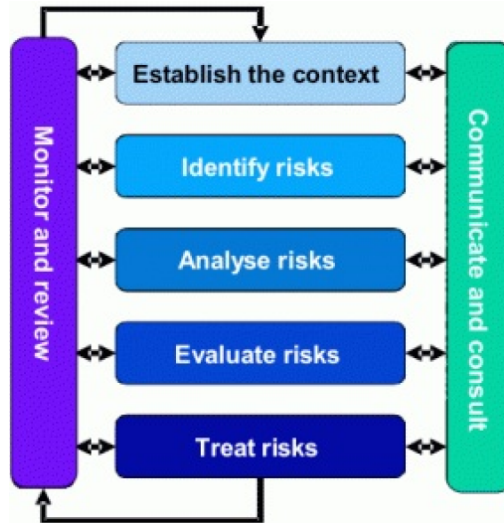 Establish the context
Identify risks
Analyse risks
Evaluate risks
Treat risks
Monitor and review
Communicate and consult